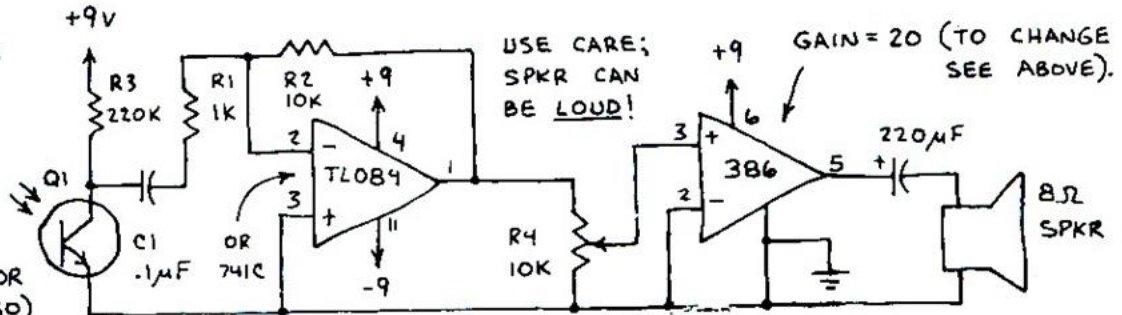 +9V
R3
220K
R1
1K
R2
10K
+9
USE CARE;
SPKR CAN
BE LOUD!
+9
GAIN = 20 (TO CHANGE
SEE ABOVE).
2
-
4
TL084
1
3
+
11
-9
OR
741C
Q1
C1
.1µF
R4
10K
3
+
6
386
5
2
-
220µF
+
8Ω
SPKR
OR